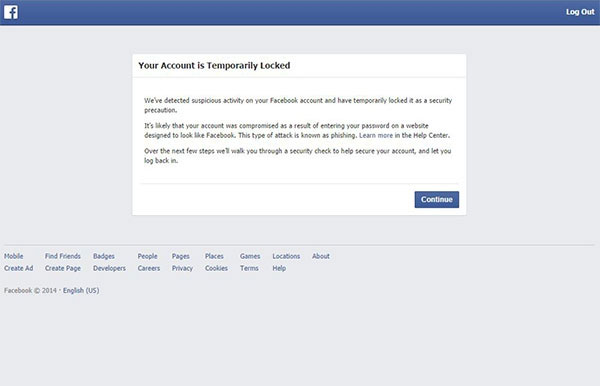 Log Out
Your Account is Temporarily Locked
We've detected suspicious activity on your Facebook account and have temporarily locked it as a security
precaution.
It's likely that your account was compromised as a result of entering your password on a website
designed to look like Facebook. This type of attack is known as phishing. Learn more in the Help Center.
Over the next few steps we'll walk you through a security check to help secure your account, and let you
log back in.
Continue
Mobile Find Friends Badges People Pages Places Games Locations About
Create Ad Create Page Developers Careers Privacy Cookies Terms Help
Facebook © 2014 · English (US)